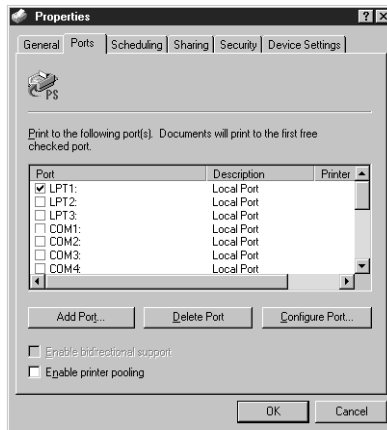 Properties
General Ports Scheduling Sharing Security Device Settings
PS
Print to the following port(s). Documents will print to the first free
checked port.
Port Description Printer
LPT1: Local Port
LPT2: Local Port
LPT3: Local Port
COM1: Local Port
COM2: Local Port
COM3: Local Port
COM4: Local Port
Add Port... Delete Port Configure Port...
Enable bidirectional support
Enable printer pooling
OK Cancel